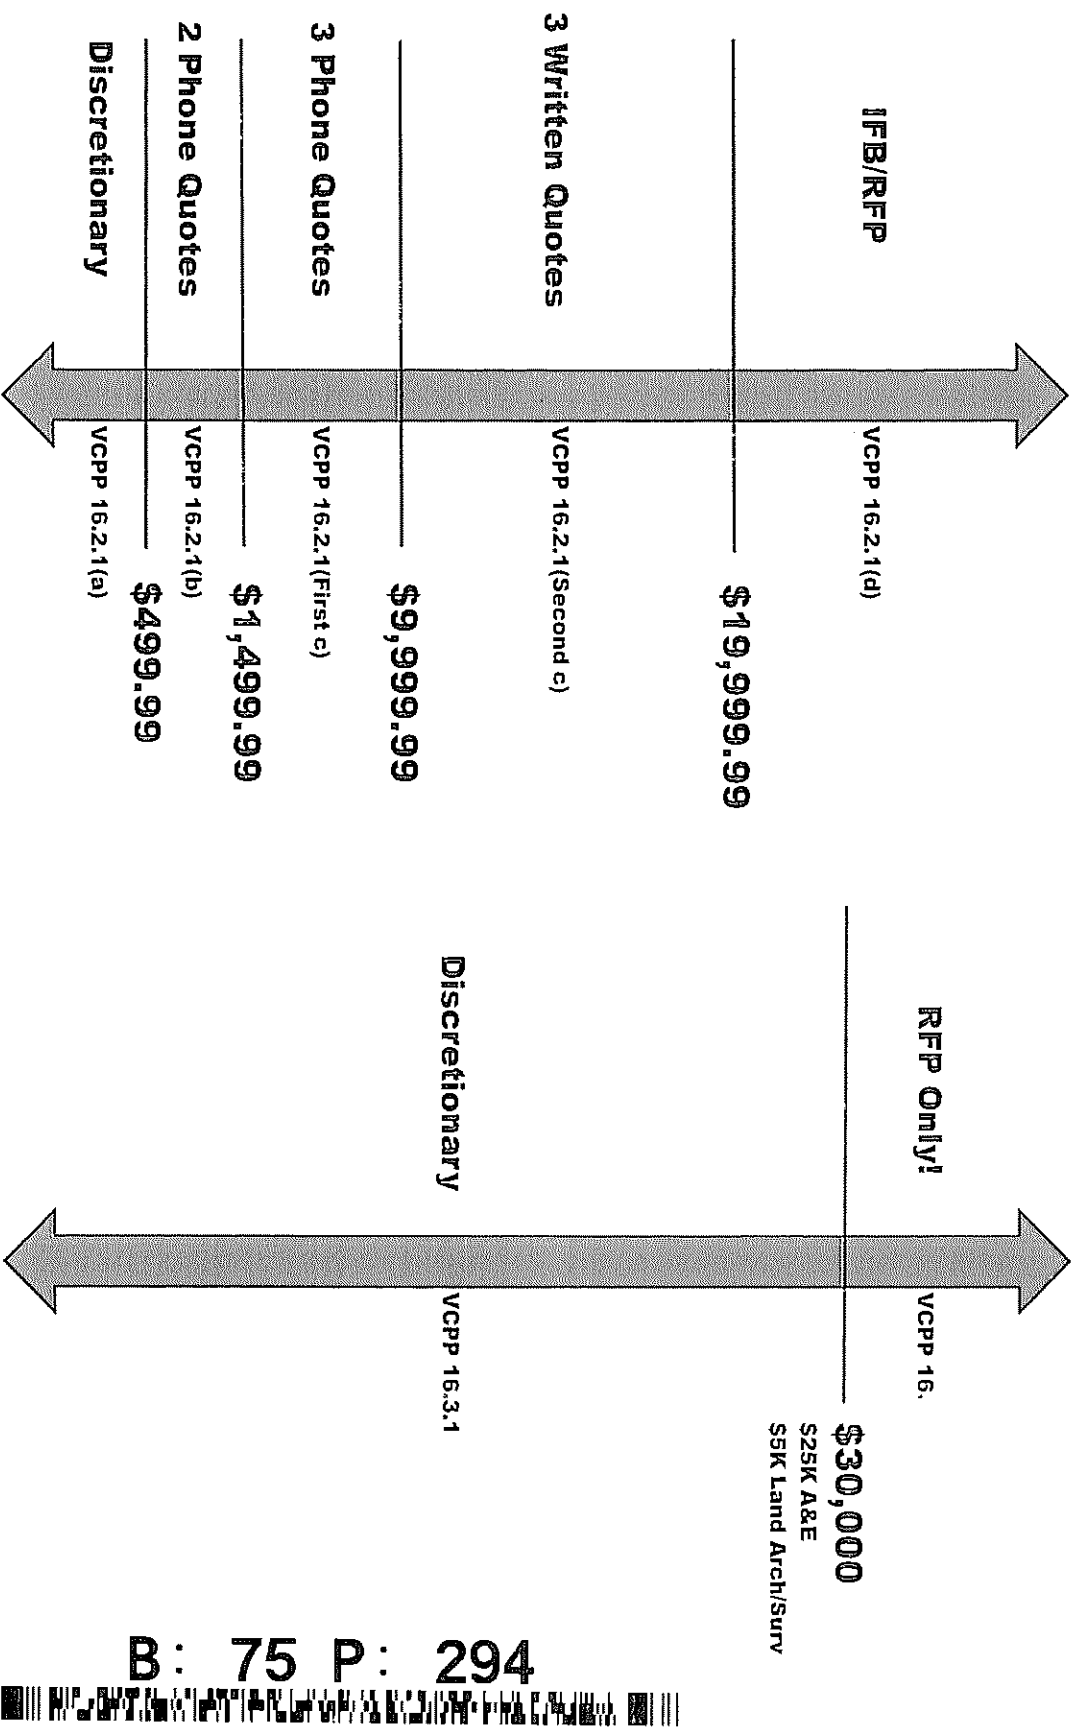 IFB/RFP
VCPP 16.2.1(d)
$19,999.99
3 Written Quotes
VCPP 16.2.1(Second c)
$9,999.99
3 Phone Quotes
VCPP 16.2.1(First c)
$1,499.99
2 Phone Quotes
VCPP 16.2.1(b)
$499.99
Discretionary
VCPP 16.2.1(a)
RFP Only!
VCPP 16.
$30,000
$25K A&E
$5K Land Arch/Surv
Discretionary
VCPP 16.3.1
B: 75 P: 294